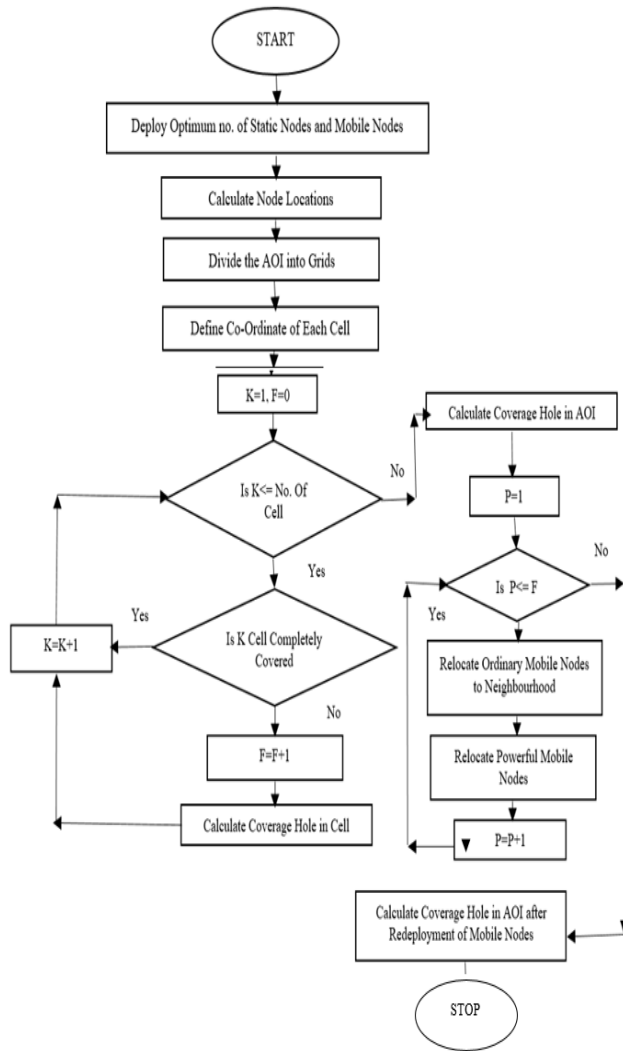 START
Deploy Optimum no. of Static Nodes and Mobile Nodes
Calculate Node Locations
Divide the AOI into Grids
Define Co-Ordinate of Each Cell
K=1, F=0
Is K<= No. Of
Cell
No
Yes
Is K Cell Completely
Covered
Yes
K=K+1
No
F=F+1
Calculate Coverage Hole in Cell
Calculate Coverage Hole in AOI
P=1
Is P<= F
No
Yes
Relocate Ordinary Mobile Nodes
to Neighbourhood
Relocate Powerful Mobile
Nodes
P=P+1
Calculate Coverage Hole in AOI after
Redeployment of Mobile Nodes
STOP